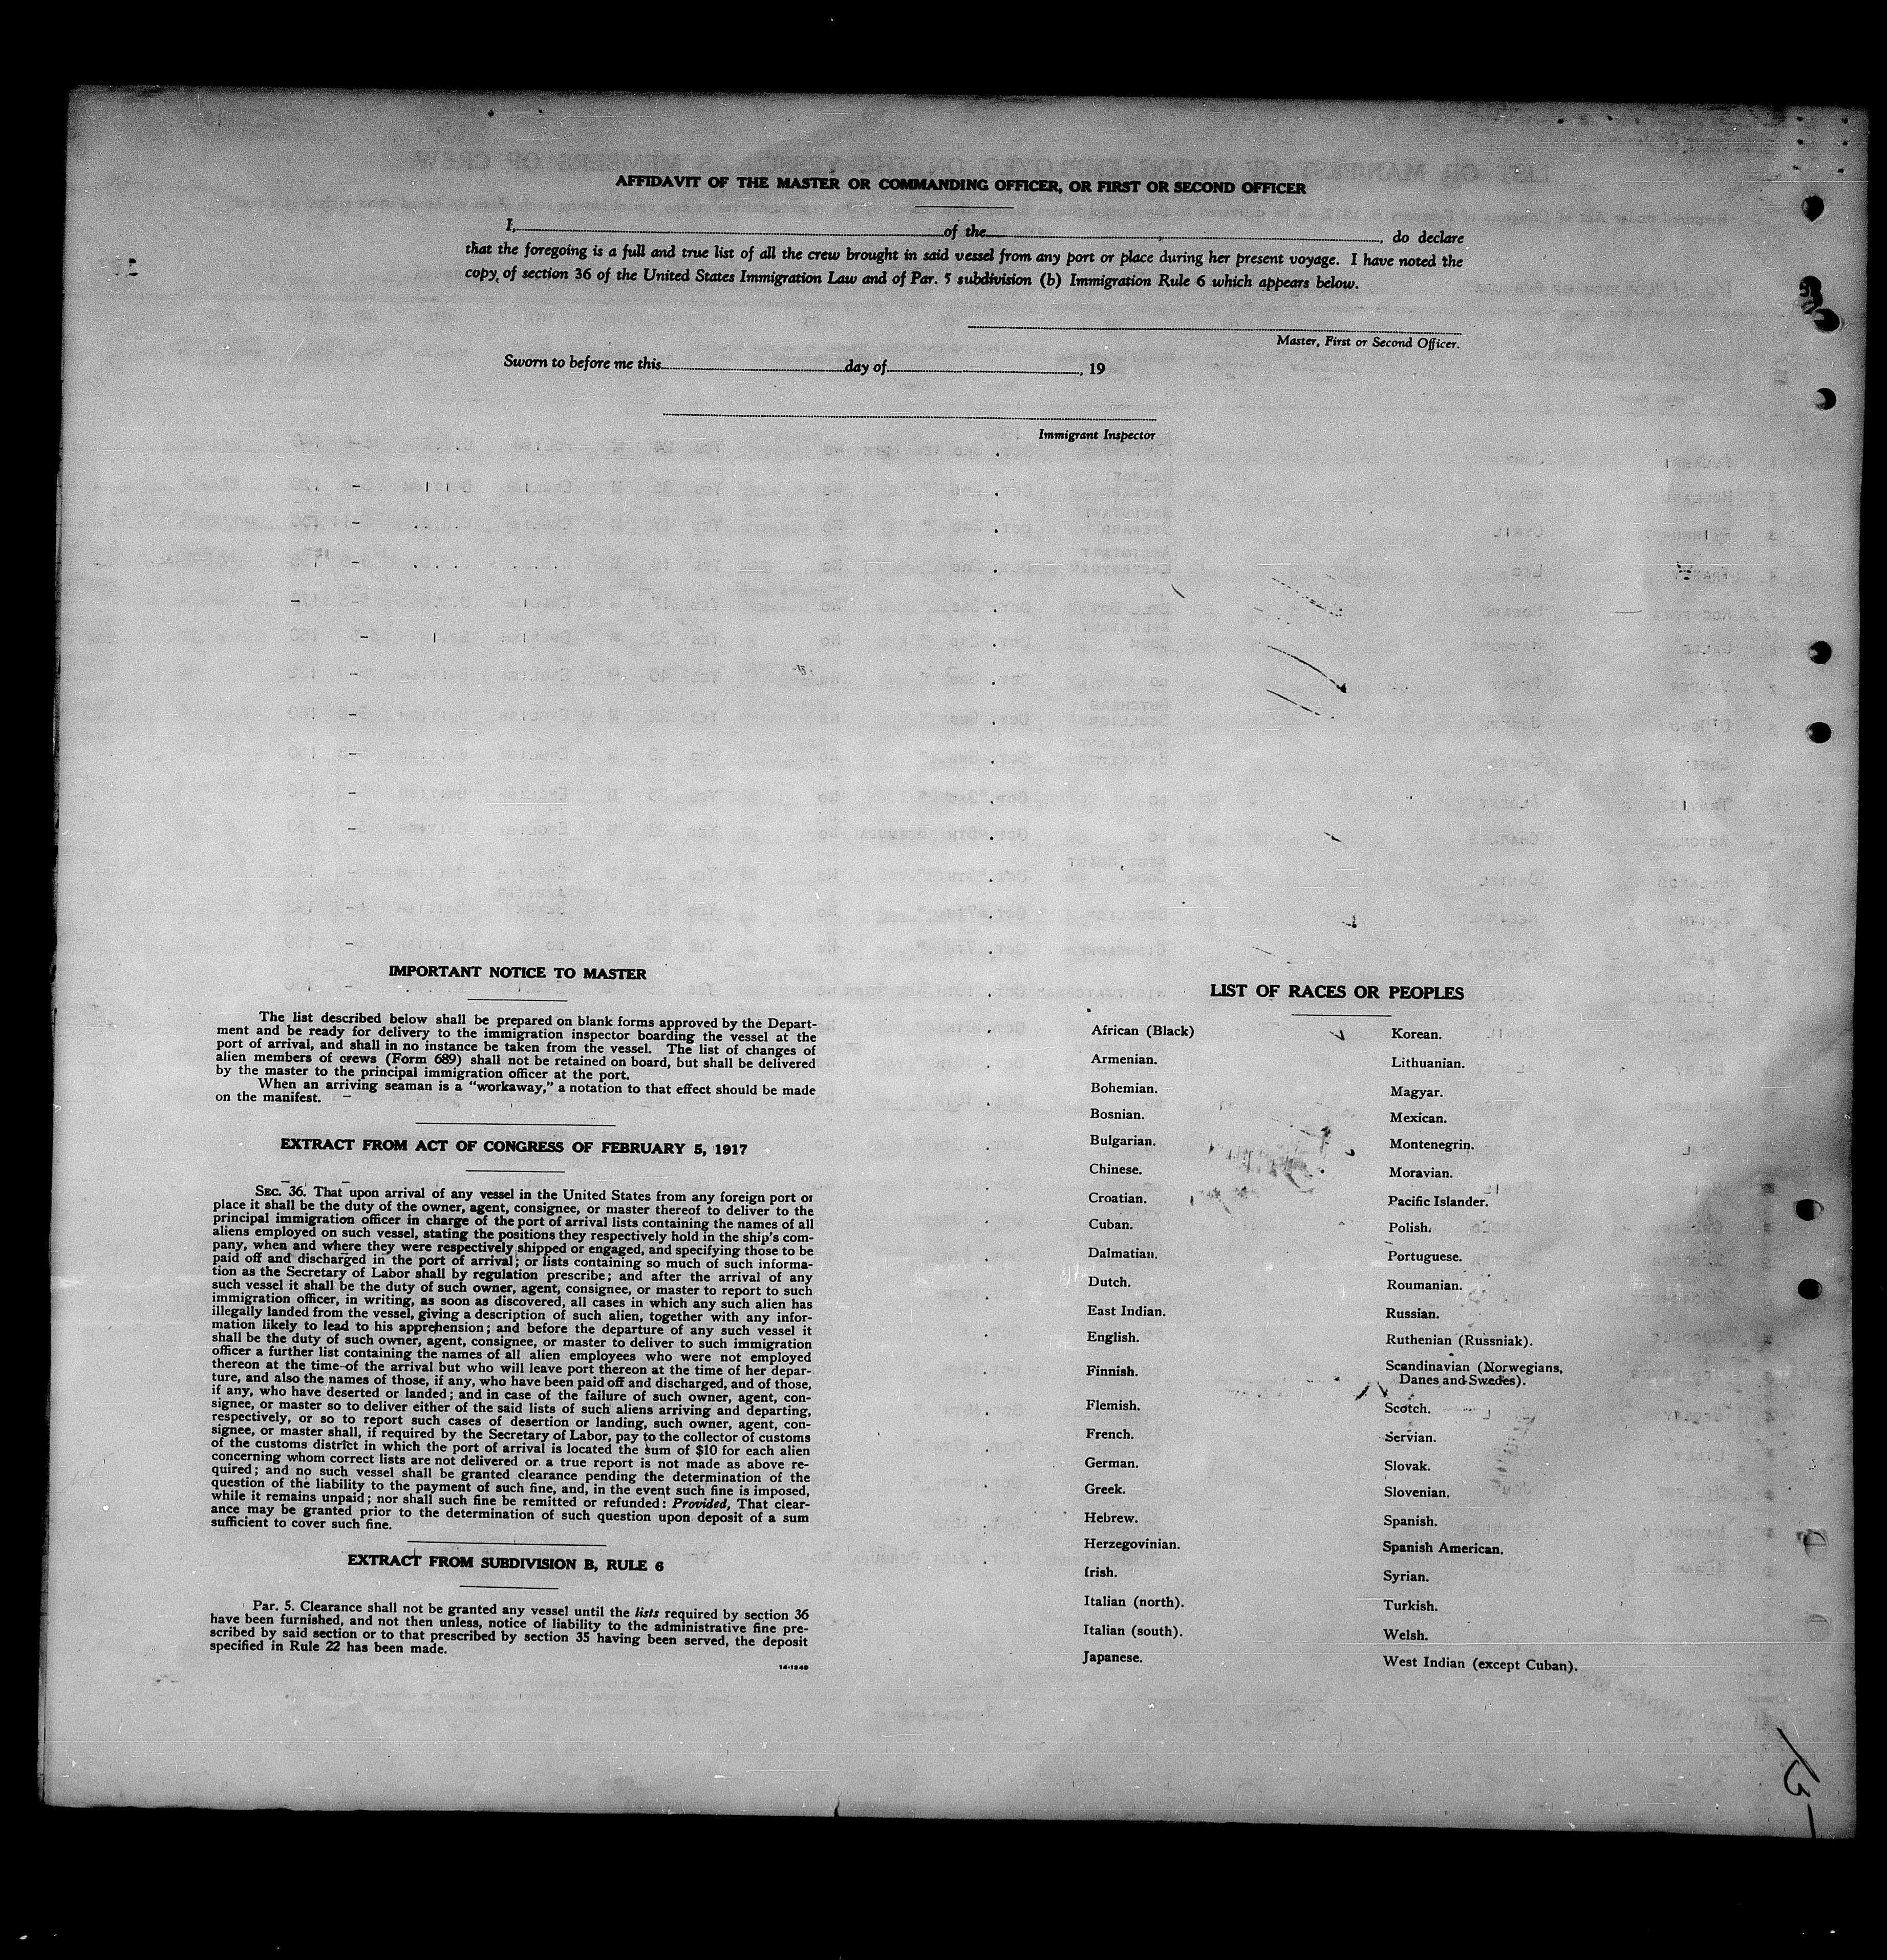 AFFIDAVIT OF THE MASTER OR COMMANDING OFFICER, OR FIRST OR SECOND OFFICER
I, of the , do declare
that the foregoing is a full and true list of all the crew brought in said vessel from any port or place during her present voyage. I have noted the
copy of section 36 of the United States Immigration Law and of Par. 5 subdivision (b) Immigration Rule 6 which appears below.
Master, First or Second Officer.
Sworn to before me this day of , 19
Immigrant Inspector
IMPORTANT NOTICE TO MASTER
The list described below shall be prepared on blank forms approved by the Depart-
ment and be ready for delivery to the immigration inspector boarding the vessel at the
port of arrival, and shall in no instance be taken from the vessel. The list of changes of
alien members of crews (Form 689) shall not be retained on board, but shall be delivered
by the master to the principal immigration officer at the port.
When an arriving seaman is a "workaway," a notation to that effect should be made
on the manifest.
EXTRACT FROM ACT OF CONGRESS OF FEBRUARY 5, 1917
SEC. 36. That upon arrival of any vessel in the United States from any foreign port or
place it shall be the duty of the owner, agent, consignee, or master thereof to deliver to the
principal immigration officer in charge of the port of arrival lists containing the names of all
aliens employed on such vessel, stating the positions they respectively hold in the ship's com-
pany, when and where they were respectively shipped or engaged, and specifying those to be
paid off and discharged in the port of arrival; or lists containing so much of such informa-
tion as the Secretary of Labor shall by regulation prescribe; and after the arrival of any
such vessel it shall be the duty of such owner, agent, consignee, or master to report to such
immigration officer, in writing, as soon as discovered, all cases in which any such alien has
illegally landed from the vessel, giving a description of such alien, together with any infor-
mation likely to lead to his apprehension; and before the departure of any such vessel it
shall be the duty of such owner, agent, consignee, or master to deliver to such immigration
officer a further list containing the names of all alien employees who were not employed
thereon at the time of the arrival but who will leave port thereon at the time of her depar-
ture, and also the names of those, if any, who have been paid off and discharged, and of those,
if any, who have deserted or landed; and in case of the failure of such owner, agent, con-
signee, or master so to deliver either of the said lists of such aliens arriving and departing,
respectively, or so to report such cases of desertion or landing, such owner, agent, con-
signee, or master shall, if required by the Secretary of Labor, pay to the collector of customs
of the customs district in which the port of arrival is located the sum of $10 for each alien
concerning whom correct lists are not delivered or a true report is not made as above re-
quired; and no such vessel shall be granted clearance pending the determination of the
question of the liability to the payment of such fine, and, in the event such fine is imposed,
while it remains unpaid; nor shall such fine be remitted or refunded: Provided, That clear-
ance may be granted prior to the determination of such question upon deposit of a sum
sufficient to cover such fine.
EXTRACT FROM SUBDIVISION B, RULE 6
Par. 5. Clearance shall not be granted any vessel until the lists required by section 36
have been furnished, and not then unless, notice of liability to the administrative fine pre-
scribed by said section or to that prescribed by section 35 having been served, the deposit
specified in Rule 22 has been made.
14-1240
LIST OF RACES OR PEOPLES
African (Black)
Armenian.
Bohemian.
Bosnian.
Bulgarian.
Chinese.
Croatian.
Cuban.
Dalmatian.
Dutch.
East Indian.
English.
Finnish.
Flemish.
French.
German.
Greek.
Hebrew.
Herzegovinian.
Irish.
Italian (north).
Italian (south).
Japanese.
Korean.
Lithuanian.
Magyar.
Mexican.
Montenegrin.
Moravian.
Pacific Islander.
Polish.
Portuguese.
Roumanian.
Russian.
Ruthenian (Russniak).
Scandinavian (Norwegians,
Danes and Swedes).
Scotch.
Servian.
Slovak.
Slovenian.
Spanish.
Spanish American.
Syrian.
Turkish.
Welsh.
West Indian (except Cuban).